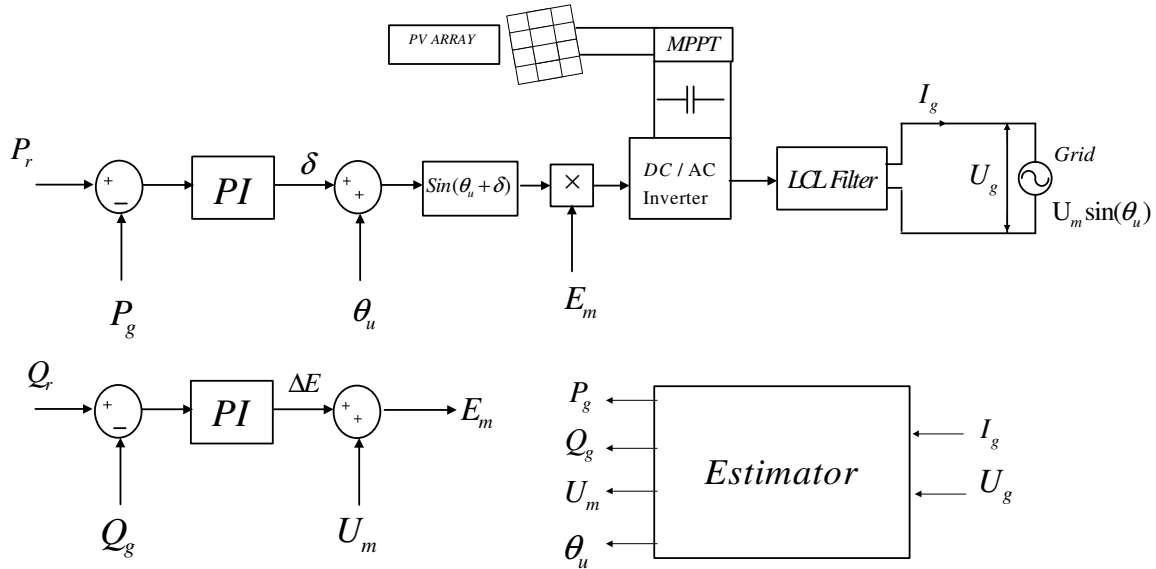 PV ARRAY
MPPT
I_g
P_r
+
−
PI
δ
+
+
Sin(θ_u + δ)
×
DC / AC
Inverter
LCL Filter
U_g
Grid
U_m sin(θ_u)
P_g
θ_u
E_m
Q_r
+
−
PI
ΔE
+
+
E_m
Q_g
U_m
P_g
Q_g
U_m
θ_u
Estimator
I_g
U_g